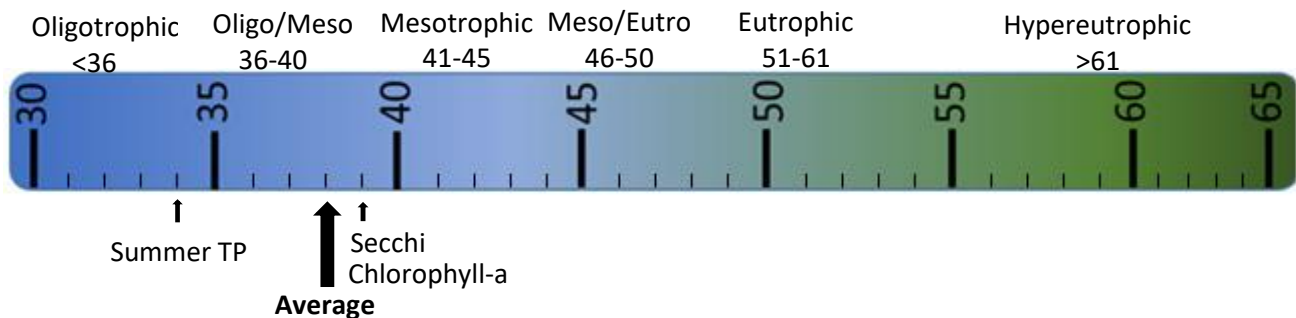 Oligotrophic Oligo/Meso Mesotrophic Meso/Eutro Eutrophic Hypereutrophic
<36 36-40 41-45 46-50 51-61 >61
30 35 40 45 50 55 60 65
Summer TP
Secchi
Chlorophyll-a
Average